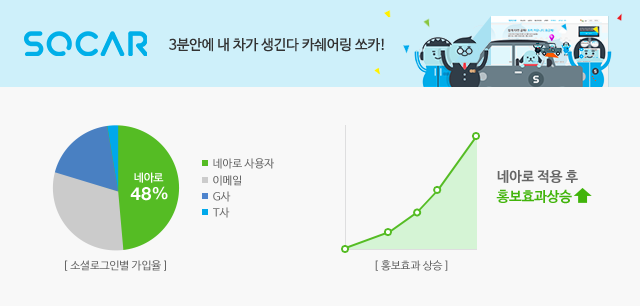 SOCAR
3분안에 내 차가 생긴다 카쉐어링 쏘카!
S
네아로
48%
네아로 사용자
이메일
G사
T사
[ 소셜로그인별 가입율 ]
[ 홍보효과 상승 ]
네아로 적용 후
홍보효과상승